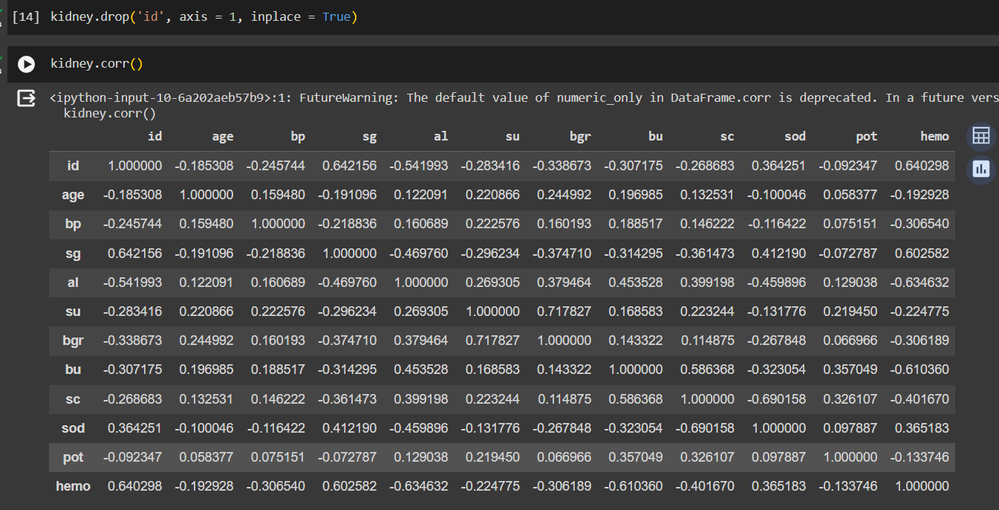 [14] kidney.drop('id', axis = 1, inplace = True)
kidney.corr()
<ipython-input-10-6a202aeb57b9>:1: FutureWarning: The default value of numeric_only in DataFrame.corr is deprecated. In a future vers
kidney.corr()
id age bp sg al su bgr bu sc sod pot hemo
id 1.000000 -0.185308 -0.245744 0.642156 -0.541993 -0.283416 -0.338673 -0.307175 -0.268683 0.364251 -0.092347 0.640298
age -0.185308 1.000000 0.159480 -0.191096 0.122091 0.220866 0.244992 0.196985 0.132531 -0.100046 0.058377 -0.192928
bp -0.245744 0.159480 1.000000 -0.218836 0.160689 0.222576 0.160193 0.188517 0.146222 -0.116422 0.075151 -0.306540
sg 0.642156 -0.191096 -0.218836 1.000000 -0.469760 -0.296234 -0.374710 -0.314295 -0.361473 0.412190 -0.072787 0.602582
al -0.541993 0.122091 0.160689 -0.469760 1.000000 0.269305 0.379464 0.453528 0.399198 -0.459896 0.129038 -0.634632
su -0.283416 0.220866 0.222576 -0.296234 0.269305 1.000000 0.717827 0.168583 0.223244 -0.131776 0.219450 -0.224775
bgr -0.338673 0.244992 0.160193 -0.374710 0.379464 0.717827 1.000000 0.143322 0.114875 -0.267848 0.066966 -0.306189
bu -0.307175 0.196985 0.188517 -0.314295 0.453528 0.168583 0.143322 1.000000 0.586368 -0.323054 0.357049 -0.610360
sc -0.268683 0.132531 0.146222 -0.361473 0.399198 0.223244 0.114875 0.586368 1.000000 -0.690158 0.326107 -0.401670
sod 0.364251 -0.100046 -0.116422 0.412190 -0.459896 -0.131776 -0.267848 -0.323054 -0.690158 1.000000 0.097887 0.365183
pot -0.092347 0.058377 0.075151 -0.072787 0.129038 0.219450 0.066966 0.357049 0.326107 0.097887 1.000000 -0.133746
hemo 0.640298 -0.192928 -0.306540 0.602582 -0.634632 -0.224775 -0.306189 -0.610360 -0.401670 0.365183 -0.133746 1.000000